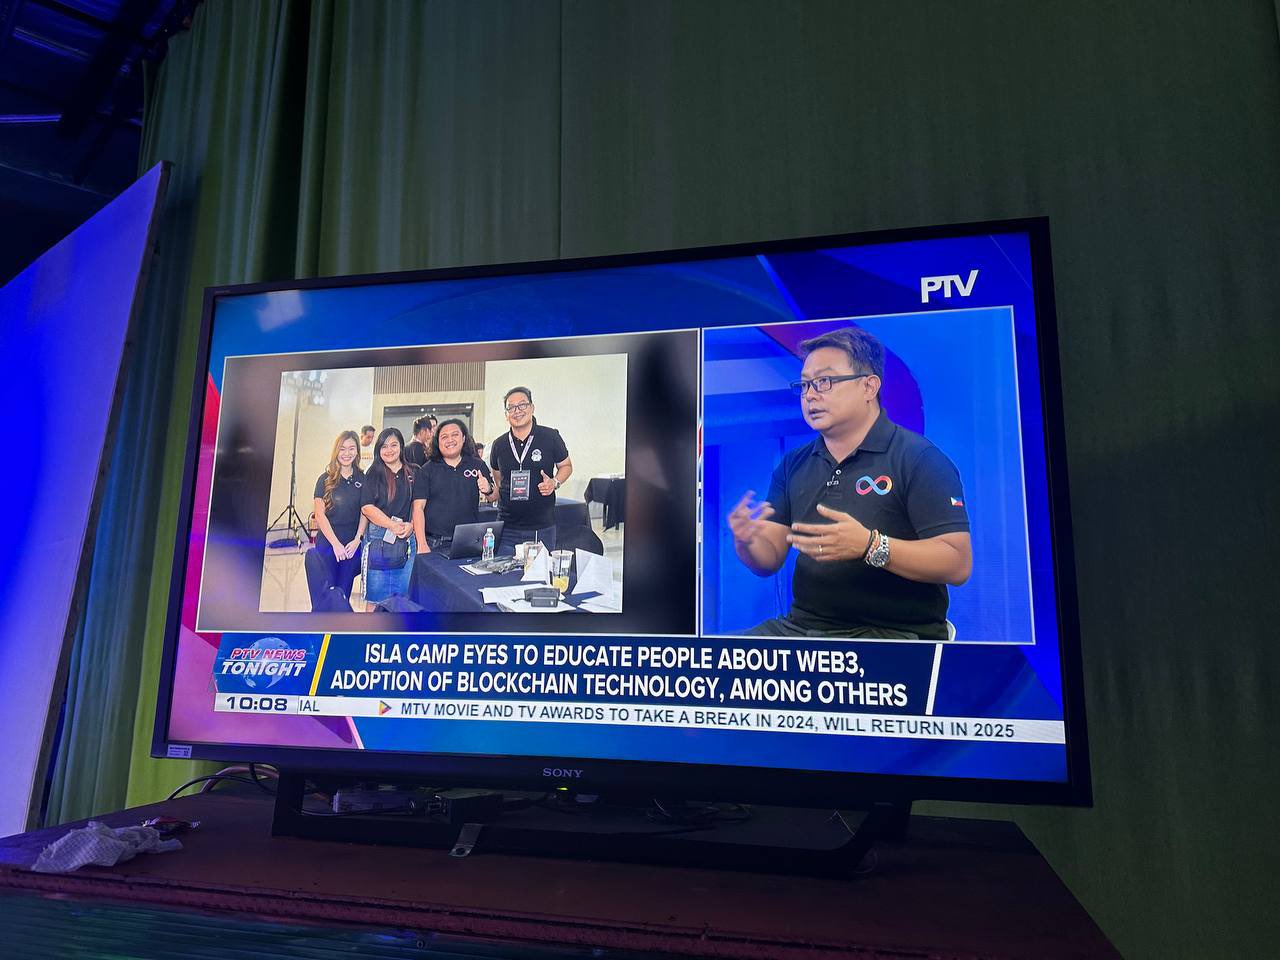 PTV
ISLA CAMP EYES TO EDUCATE PEOPLE ABOUT WEB3,
ADOPTION OF BLOCKCHAIN TECHNOLOGY, AMONG OTHERS
PTV NEWS
TONIGHT
10:08
IAL
MTV MOVIE AND TV AWARDS TO TAKE A BREAK IN 2024, WILL RETURN IN 2025
SONY